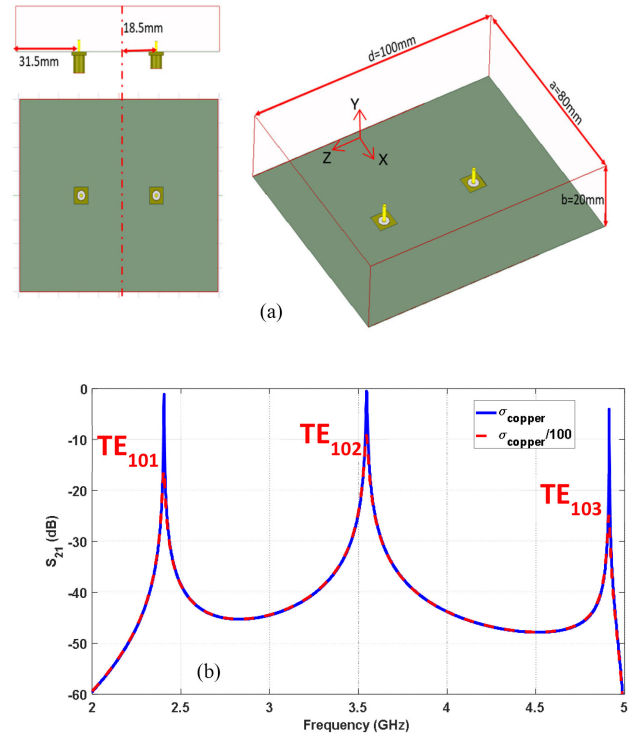 18.5mm
31.5mm
d=100mm
a=80mm
b=20mm
Y
Z
X
(a)
0
-10
-20
-30
-40
-50
-60
S21 (dB)
TE101
TE102
TE103
σcopper
σcopper/100
(b)
2 2.5 3 3.5 4 4.5 5
Frequency (GHz)